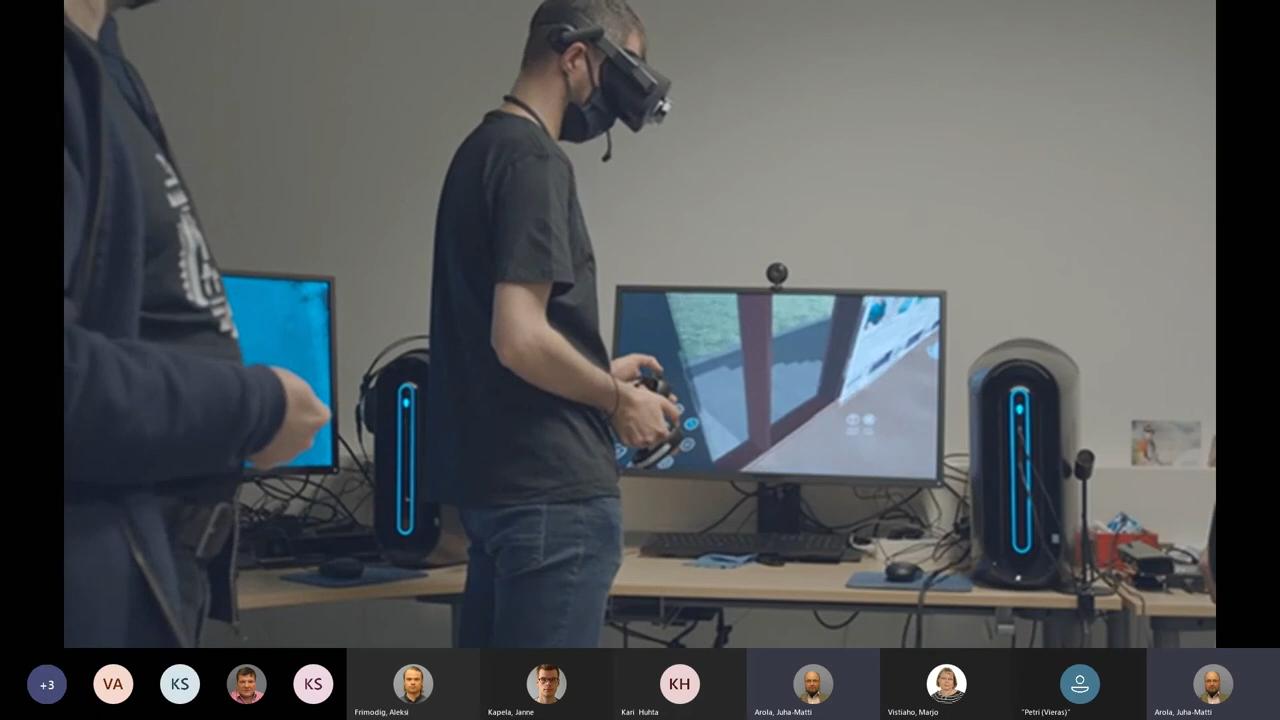 +3
VA
KS
KS
KH
Frimodig, Aleksi
Kapela, Janne
Kari Huhta
Arola, Juha-Matti
Vistiaho, Marjo
"Petri (Vieras)"
Arola, Juha-Matti